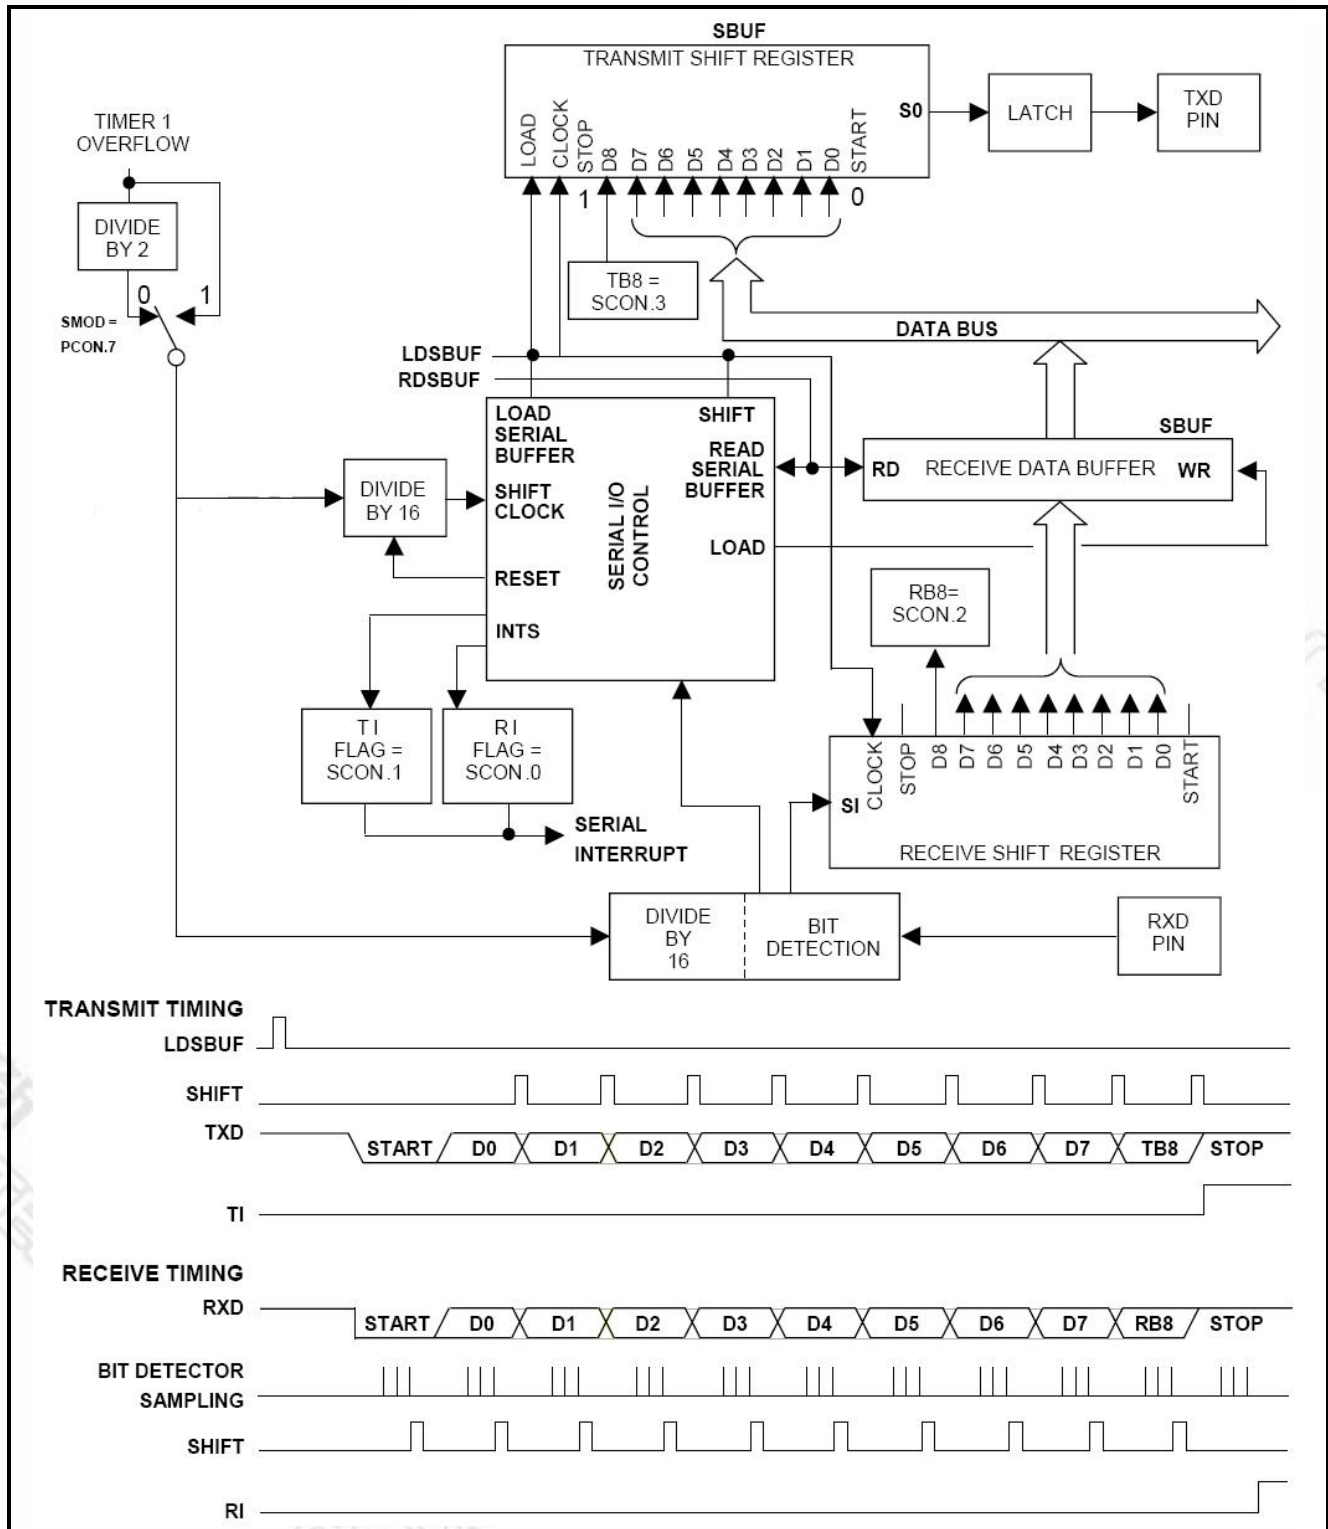 SBUF
TRANSMIT SHIFT REGISTER
LOAD
CLOCK
STOP
D8
D7
D6
D5
D4
D3
D2
D1
D0
START
S0
LATCH
TXD
PIN
1
0
TIMER 1
OVERFLOW
DIVIDE
BY 2
0
1
SMOD =
PCON.7
TB8 =
SCON.3
DATA BUS
LDSBUF
RDSBUF
LOAD
SERIAL
BUFFER
SHIFT
READ
SERIAL
BUFFER
SHIFT
CLOCK
SERIAL I/O
CONTROL
LOAD
RESET
INTS
DIVIDE
BY 16
SBUF
RD
RECEIVE DATA BUFFER
WR
RB8=
SCON.2
TI
FLAG =
SCON.1
RI
FLAG =
SCON.0
SERIAL
INTERRUPT
SI
CLOCK
STOP
D8
D7
D6
D5
D4
D3
D2
D1
D0
START
RECEIVE SHIFT REGISTER
DIVIDE
BY
16
BIT
DETECTION
RXD
PIN
TRANSMIT TIMING
LDSBUF
SHIFT
TXD
START D0 D1 D2 D3 D4 D5 D6 D7 TB8 STOP
TI
RECEIVE TIMING
RXD
START D0 D1 D2 D3 D4 D5 D6 D7 RB8 STOP
BIT DETECTOR
SAMPLING
SHIFT
RI